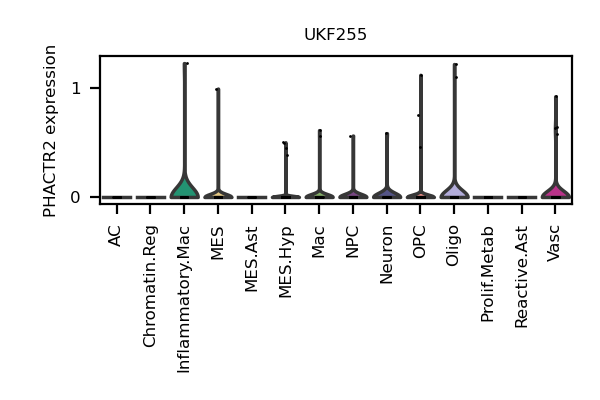 UKF255
PHACTR2 expression
1
0
AC
Chromatin.Reg
Inflammatory.Mac
MES
MES.Ast
MES.Hyp
Mac
NPC
Neuron
OPC
Oligo
Prolif.Metab
Reactive.Ast
Vasc